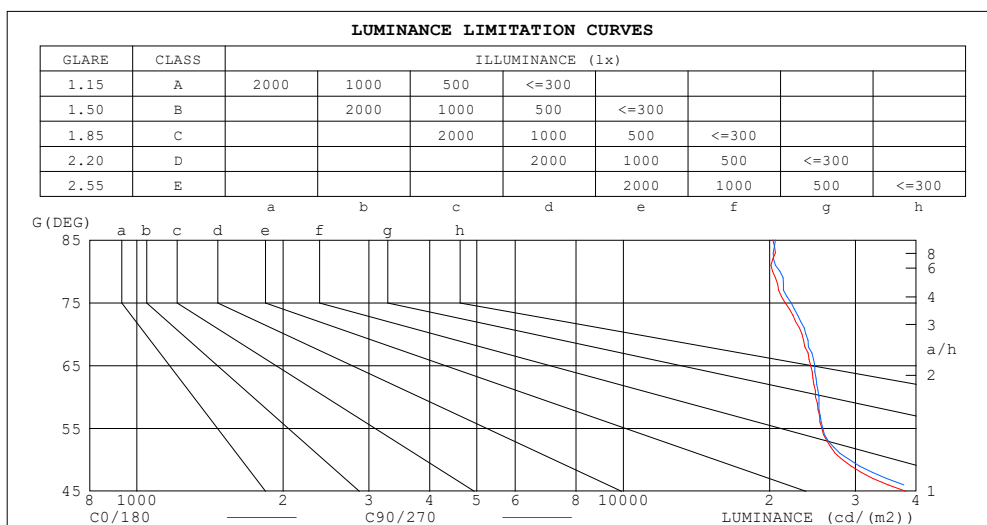 LUMINANCE LIMITATION CURVES
GLARE CLASS ILLUMINANCE (lx)
1.15 A 2000 1000 500 <=300
1.50 B 2000 1000 500 <=300
1.85 C 2000 1000 500 <=300
2.20 D 2000 1000 500 <=300
2.55 E 2000 1000 500 <=300
a b c d e f g h
G(DEG)
a b c d e f g h
85
8
6
75 4
3
a/h
65
2
55
45 1
8 1000 2 3 4 5 6 8 10000 2 3 4
C0/180 C90/270 LUMINANCE (cd/(m2))